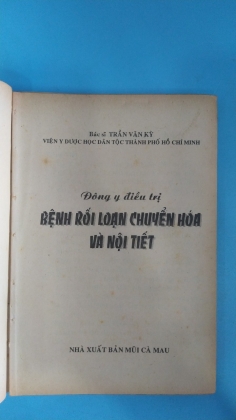 Bác sĩ TRẦN VĂN KỲ
VIỆN Y DƯỢC HỌC DÂN TỘC THÀNH PHỐ HỒ CHÍ MINH
Đông y điều trị
BỆNH RỐI LOẠN CHUYỂN HÓA
VÀ NỘI TIẾT
NHÀ XUẤT BẢN MŨI CÀ MAU